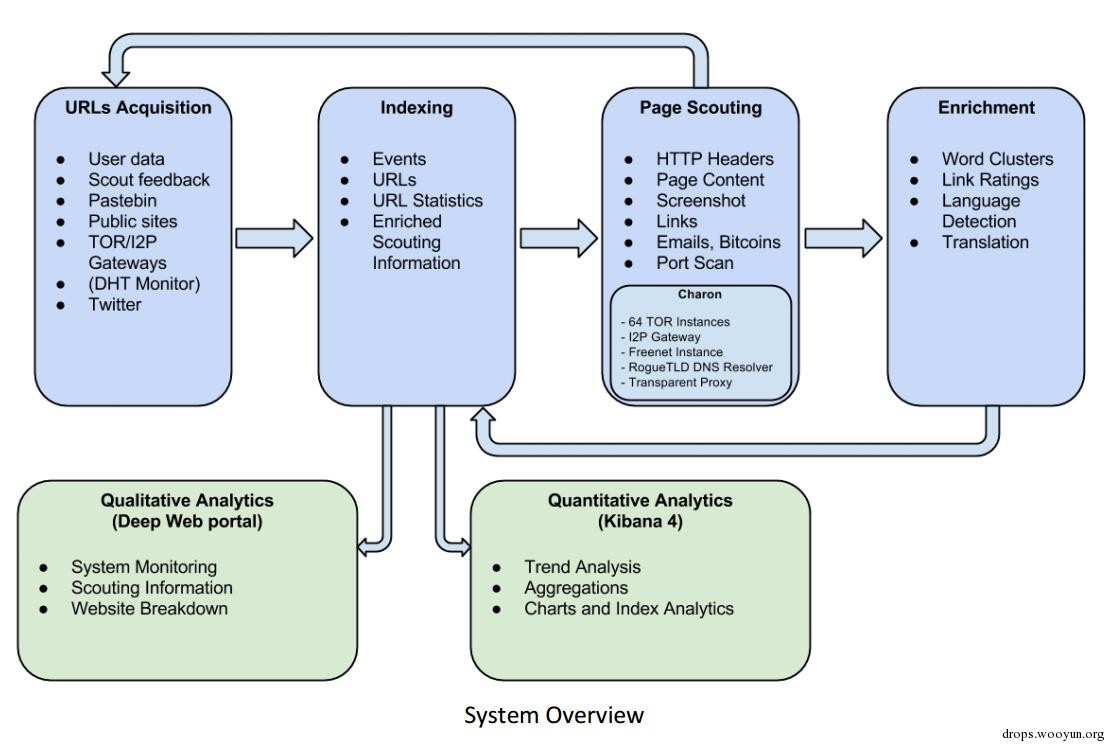 URLs Acquisition
● User data
● Scout feedback
● Pastebin
● Public sites
● TOR/I2P
Gateways
● (DHT Monitor)
● Twitter
Indexing
● Events
● URLs
● URL Statistics
● Enriched
Scouting
Information
Page Scouting
● HTTP Headers
● Page Content
● Screenshot
● Links
● Emails, Bitcoins
● Port Scan
Charon
- 64 TOR Instances
- I2P Gateway
- Freenet Instance
- RogueTLD DNS Resolver
- Transparent Proxy
Enrichment
● Word Clusters
● Link Ratings
● Language
Detection
● Translation
Qualitative Analytics
(Deep Web portal)
● System Monitoring
● Scouting Information
● Website Breakdown
Quantitative Analytics
(Kibana 4)
● Trend Analysis
● Aggregations
● Charts and Index Analytics
System Overview
drops.wooyun.org